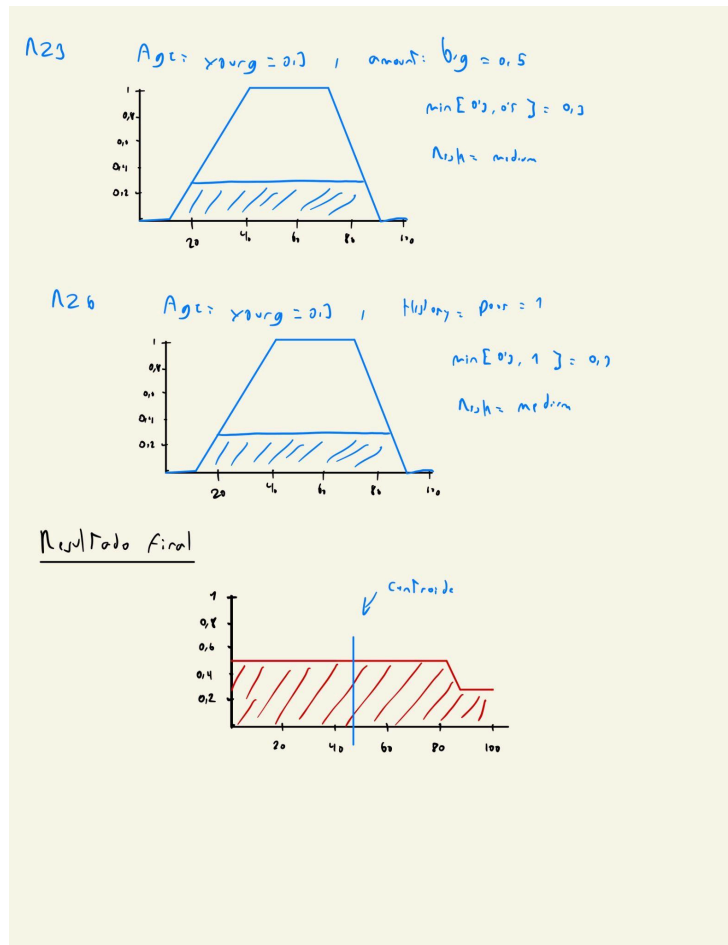 R23 Age: young = 0,3 , amount: big = 0,5
min [ 0'3, 0'5 ] = 0,3
Risk = medium
1
0,8
0,6
0,4
0,2
20 40 60 80 100
R26 Age: young = 0,3 , History = poor = 1
min [ 0'3, 1 ] = 0,3
Risk = medium
1
0,8
0,6
0,4
0,2
20 40 60 80 100
Resultado final
centroide
1
0,8
0,6
0,4
0,2
20 40 60 80 100